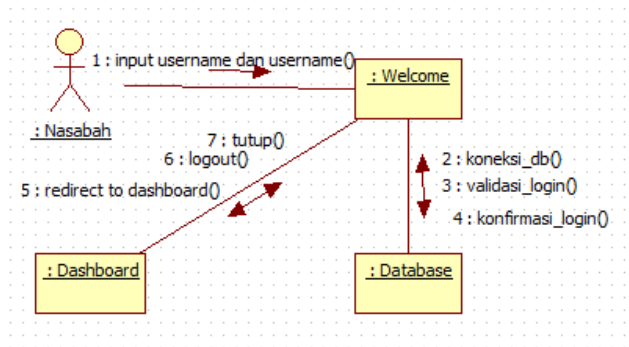 1 : input username dan username()
: Welcome
: Nasabah
7 : tutup()
6 : logout()
5 : redirect to dashboard()
2 : koneksi_db()
3 : validasi_login()
4 : konfirmasi_login()
: Dashboard
: Database